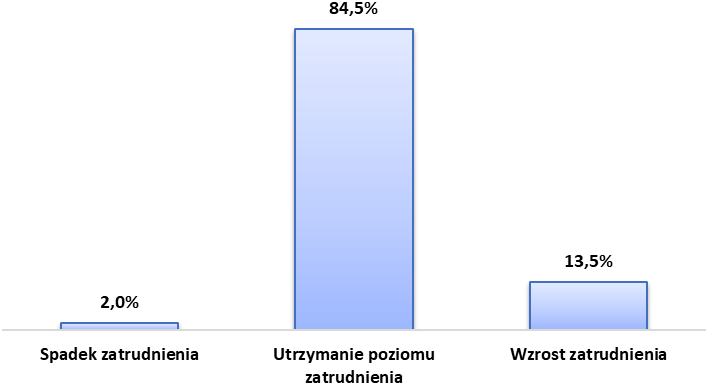 84,5%
13,5%
2,0%
Spadek zatrudnienia
Utrzymanie poziomu
zatrudnienia
Wzrost zatrudnienia